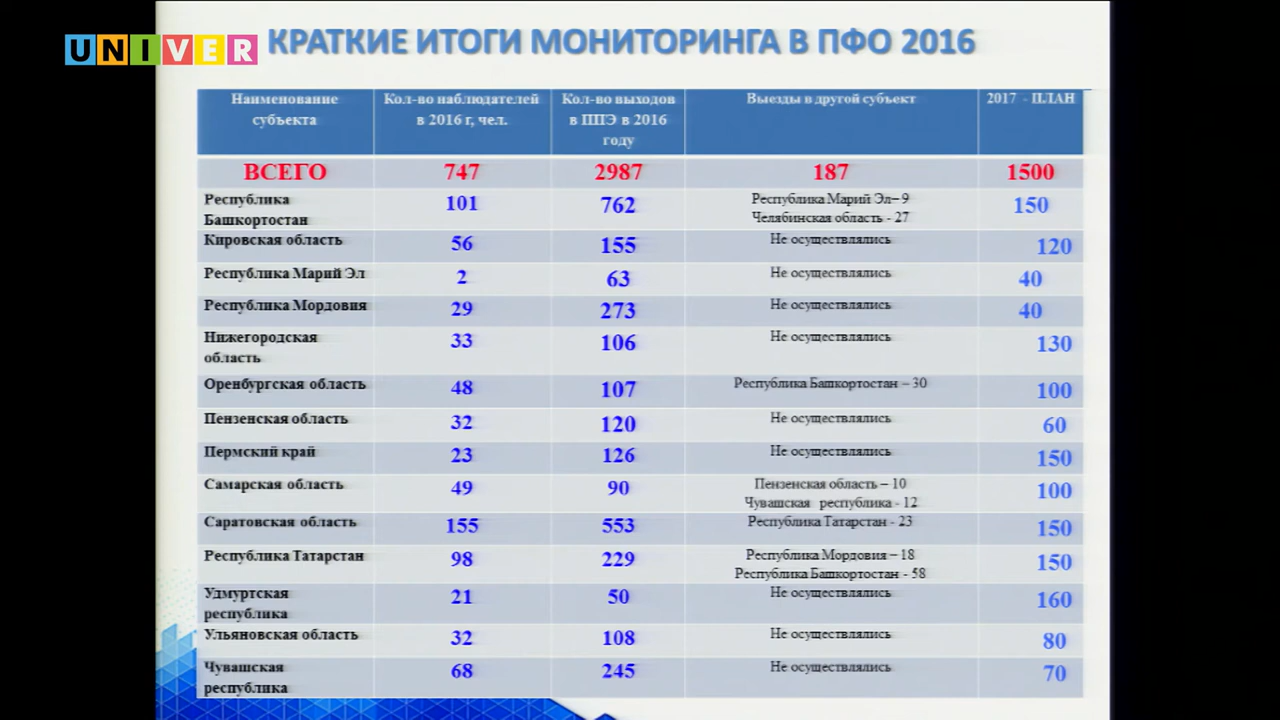 UNIVER
КРАТКИЕ ИТОГИ МОНИТОРИНГА В ПФО 2016
Наименование субъекта Кол-во наблюдателей в 2016 г, чел. Кол-во выходов в ППЭ в 2016 году Выезды в другой субъект 2017 - ПЛАН
ВСЕГО 747 2987 187 1500
Республика Башкортостан 101 762 Республика Марий Эл– 9 Челябинская область - 27 150
Кировская область 56 155 Не осуществлялись 120
Республика Марий Эл 2 63 Не осуществлялись 40
Республика Мордовия 29 273 Не осуществлялись 40
Нижегородская область 33 106 Не осуществлялись 130
Оренбургская область 48 107 Республика Башкортостан – 30 100
Пензенская область 32 120 Не осуществлялись 60
Пермский край 23 126 Не осуществлялись 150
Самарская область 49 90 Пензенская область – 10 Чувашская республика - 12 100
Саратовская область 155 553 Республика Татарстан - 23 150
Республика Татарстан 98 229 Республика Мордовия – 18 Республика Башкортостан - 58 150
Удмуртская республика 21 50 Не осуществлялись 160
Ульяновская область 32 108 Не осуществлялись 80
Чувашская республика 68 245 Не осуществлялись 70